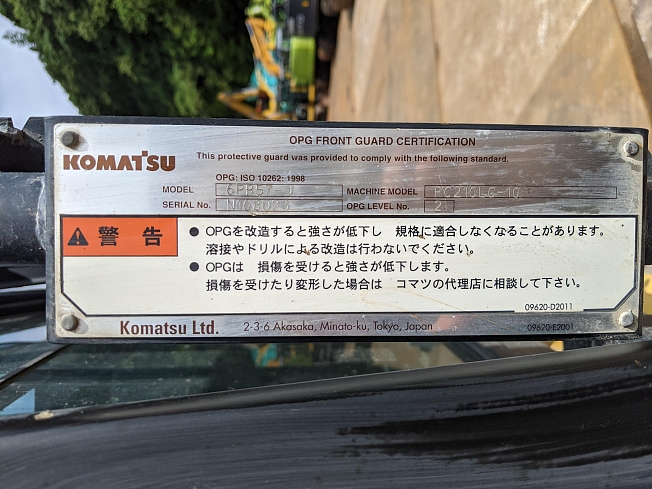 OPG FRONT GUARD CERTIFICATION
KOMATSU
This protective guard was provided to comply with the following standard.
OPG: ISO 10262: 1998
MODEL MACHINE MODEL PC210LC-10
SERIAL No. OPG LEVEL No. 2
警告
● OPGを改造すると強さが低下し 規格に適合しなくなることがあります。
溶接やドリルによる改造は行わないでください。
● OPGは 損傷を受けると強さが低下します。
損傷を受けたり変形した場合は コマツの代理店に相談して下さい。
09620-D2011
Komatsu Ltd. 2-3-6 Akasaka, Minato-ku, Tokyo, Japan 09620-E2001